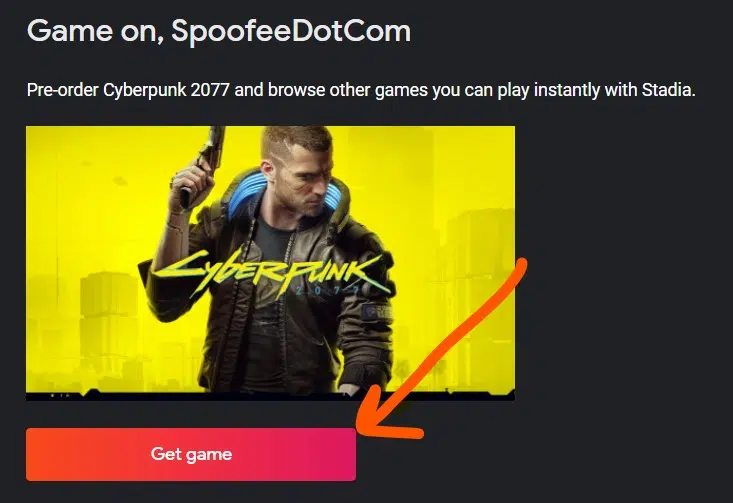 Game on, SpoofeeDotCom
Pre-order Cyberpunk 2077 and browse other games you can play instantly with Stadia.
CYBERPUNK
2077
Get game